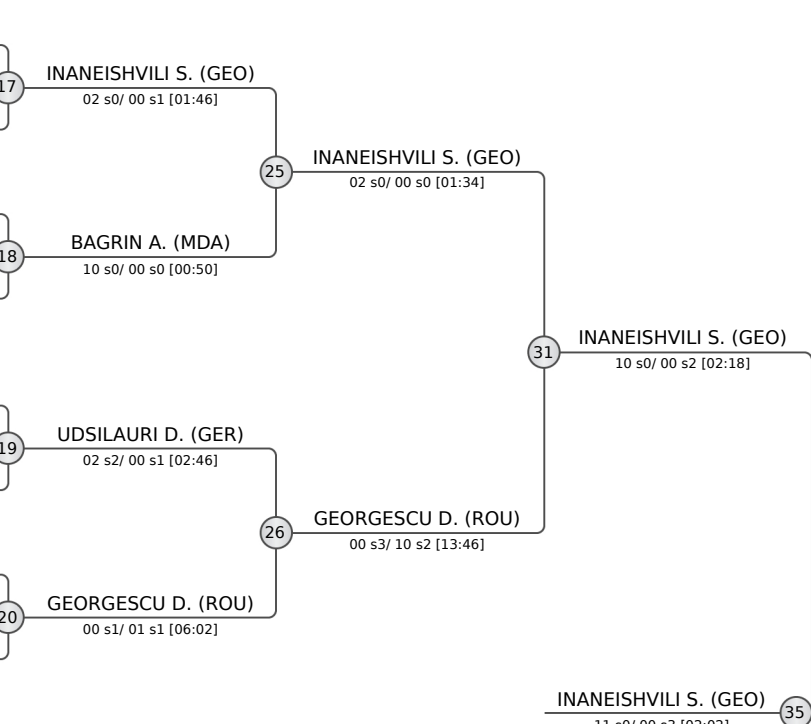 INANEISHVILI S. (GEO)
17
02 s0/ 00 s1 [01:46]
INANEISHVILI S. (GEO)
25
02 s0/ 00 s0 [01:34]
BAGRIN A. (MDA)
18
10 s0/ 00 s0 [00:50]
INANEISHVILI S. (GEO)
31
10 s0/ 00 s2 [02:18]
UDSILAURI D. (GER)
19
02 s2/ 00 s1 [02:46]
GEORGESCU D. (ROU)
26
00 s3/ 10 s2 [13:46]
GEORGESCU D. (ROU)
20
00 s1/ 01 s1 [06:02]
INANEISHVILI S. (GEO)
35